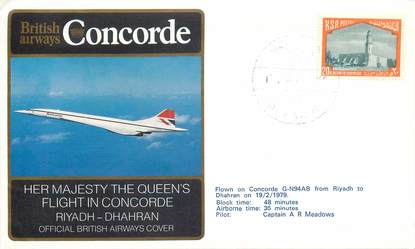 British
airways
Concorde
HER MAJESTY THE QUEEN'S
FLIGHT IN CONCORDE
RIYADH - DHAHRAN
OFFICIAL BRITISH AIRWAYS COVER
K.S.A.
20
Flown on Concorde G-N94AB from Riyadh to
Dhahran on 19/2/1979.
Block time: 48 minutes
Airborne time: 36 minutes
Pilot: Captain A R Meadows